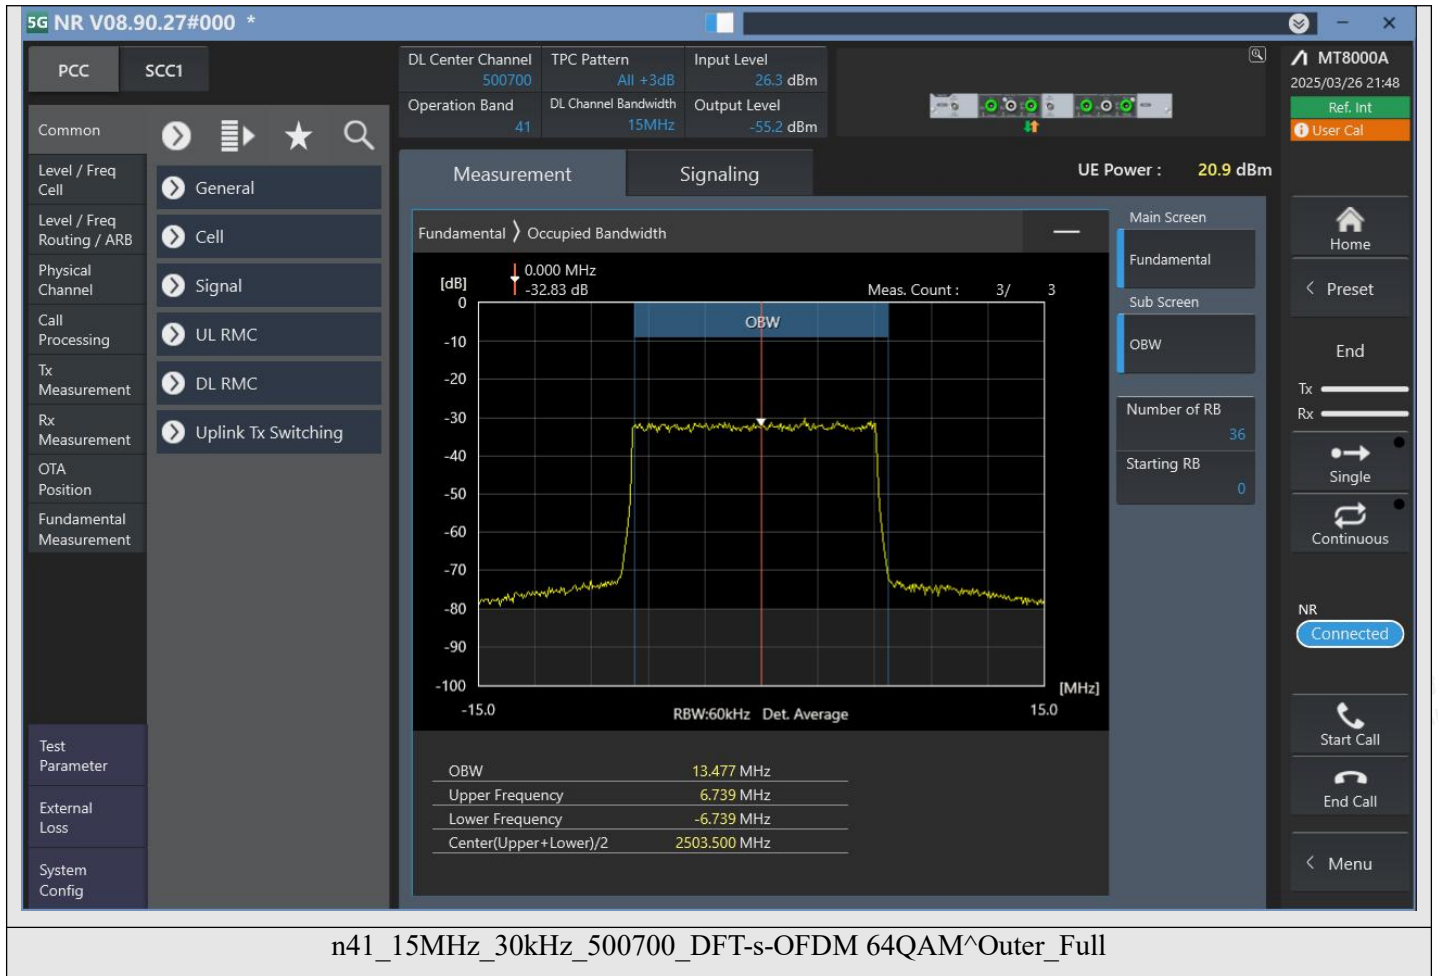 5G NR V08.90.27#000 *
PCC
SCC1
DL Center Channel
500700
TPC Pattern
All +3dB
Input Level
26.3 dBm
Operation Band
41
DL Channel Bandwidth
15MHz
Output Level
-55.2 dBm
MT8000A
2025/03/26 21:48
Ref. Int
User Cal
Common
Level / Freq
Cell
Level / Freq
Routing / ARB
Physical
Channel
Call
Processing
Tx
Measurement
Rx
Measurement
OTA
Position
Fundamental
Measurement
Test
Parameter
External
Loss
System
Config
General
Cell
Signal
UL RMC
DL RMC
Uplink Tx Switching
Measurement
Signaling
UE Power : 20.9 dBm
Fundamental 〉 Occupied Bandwidth
0.000 MHz
[dB]
-32.83 dB
Meas. Count : 3/ 3
OBW
0
-10
-20
-30
-40
-50
-60
-70
-80
-90
-100
[MHz]
-15.0
RBW:60kHz Det. Average
15.0
OBW 13.477 MHz
Upper Frequency 6.739 MHz
Lower Frequency -6.739 MHz
Center(Upper+Lower)/2 2503.500 MHz
Main Screen
Fundamental
Sub Screen
OBW
Number of RB
36
Starting RB
0
Home
Preset
End
Tx
Rx
Single
Continuous
NR
Connected
Start Call
End Call
Menu
n41_15MHz_30kHz_500700_DFT-s-OFDM 64QAM^Outer_Full